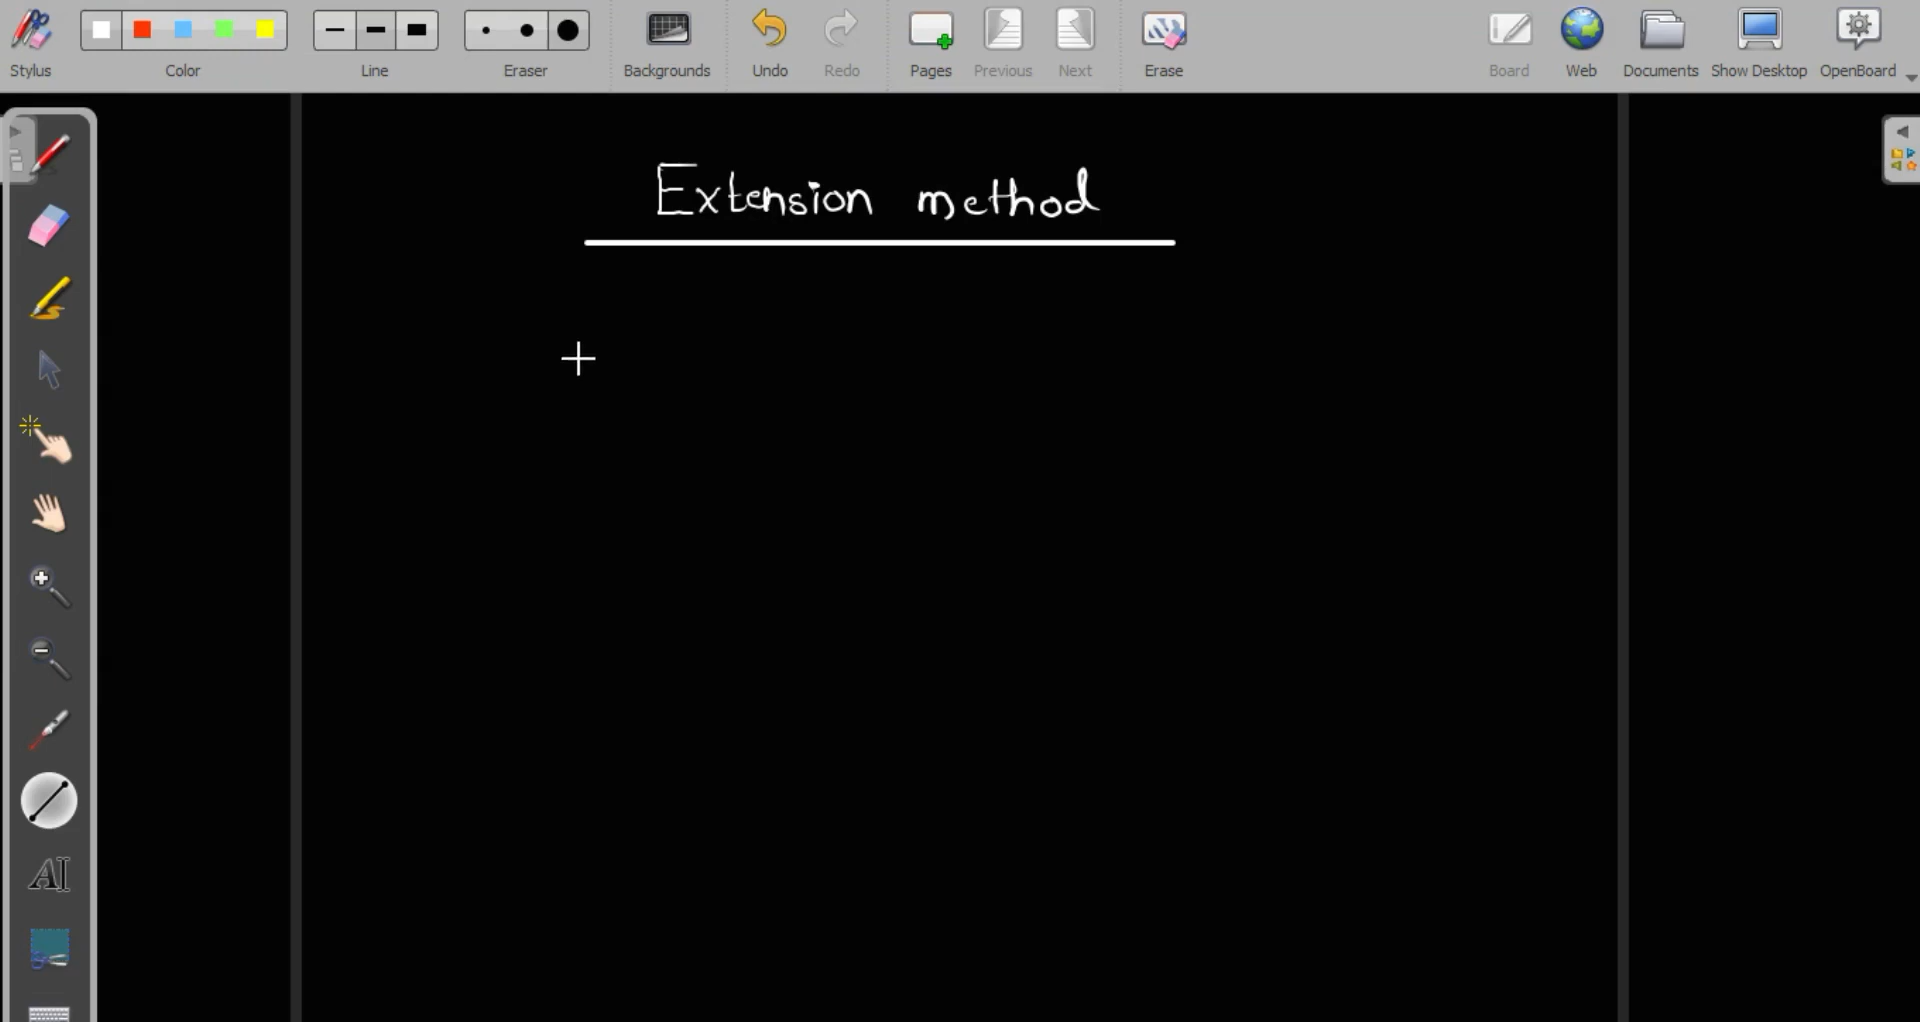 Stylus Color Line Eraser Backgrounds Undo Redo Pages Previous Next Erase Board Web Documents Show Desktop OpenBoard
Extension method
AI